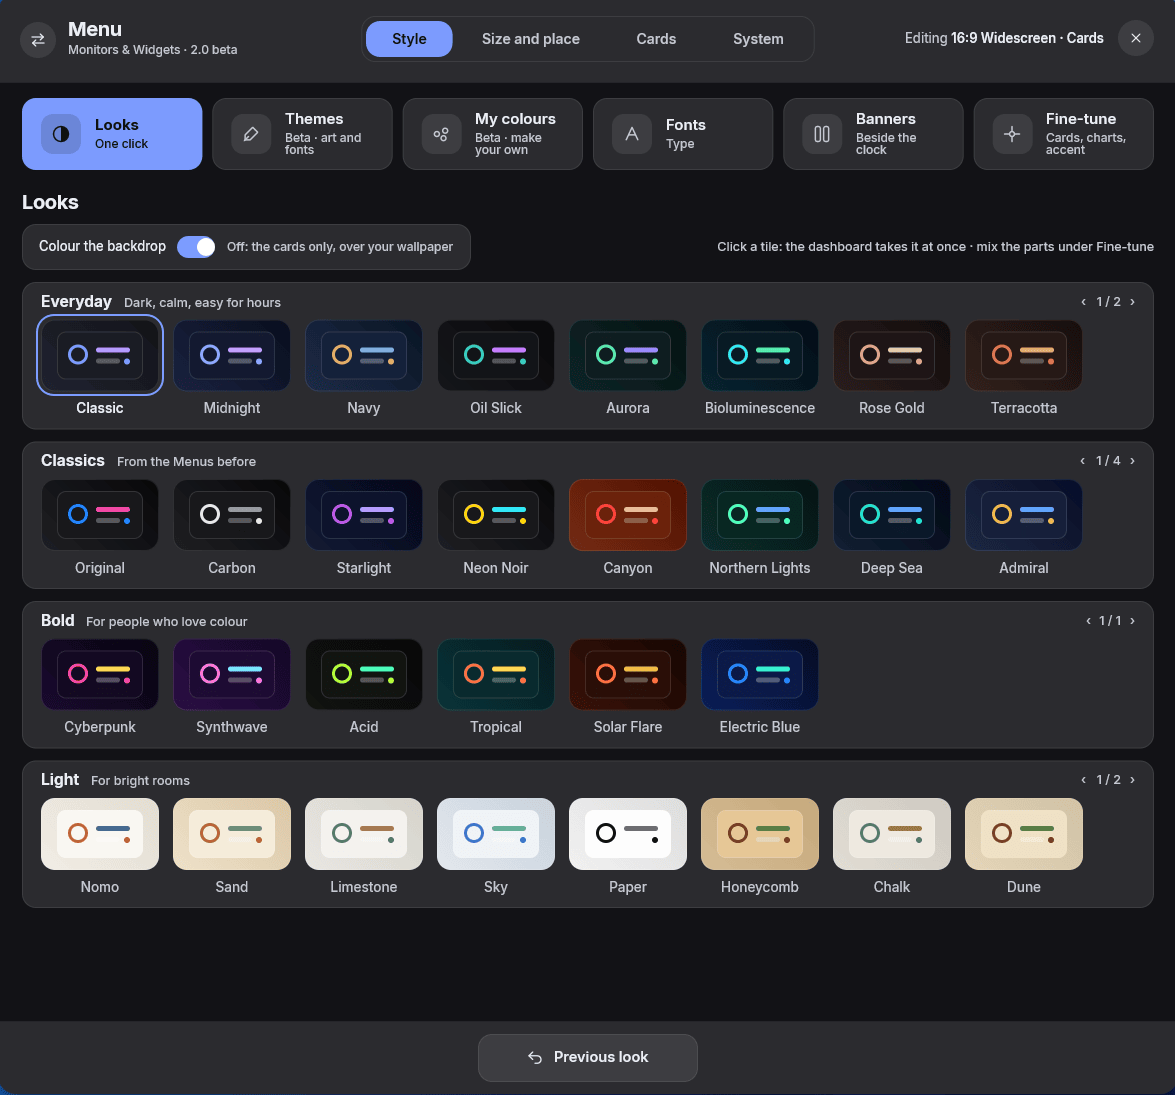 Menu
Monitors & Widgets · 2.0 beta
Style
Size and place
Cards
System
Editing 16:9 Widescreen · Cards
Looks
One click
Themes
Beta · art and
fonts
My colours
Beta · make
your own
Fonts
Type
Banners
Beside the
clock
Fine-tune
Cards, charts,
accent
Looks
Colour the backdrop
Off: the cards only, over your wallpaper
Click a tile: the dashboard takes it at once · mix the parts under Fine-tune
Everyday Dark, calm, easy for hours
‹ 1 / 2 ›
Classic
Midnight
Navy
Oil Slick
Aurora
Bioluminescence
Rose Gold
Terracotta
Classics From the Menus before
‹ 1 / 4 ›
Original
Carbon
Starlight
Neon Noir
Canyon
Northern Lights
Deep Sea
Admiral
Bold For people who love colour
‹ 1 / 1 ›
Cyberpunk
Synthwave
Acid
Tropical
Solar Flare
Electric Blue
Light For bright rooms
‹ 1 / 2 ›
Nomo
Sand
Limestone
Sky
Paper
Honeycomb
Chalk
Dune
Previous look